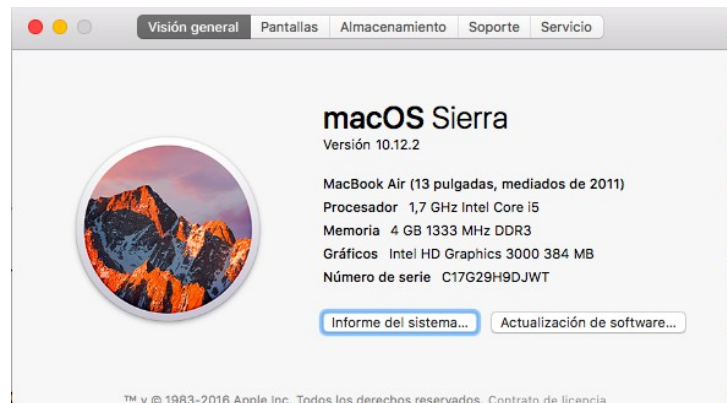 Visión general Pantallas Almacenamiento Soporte Servicio
macOS Sierra
Versión 10.12.2
MacBook Air (13 pulgadas, mediados de 2011)
Procesador 1,7 GHz Intel Core i5
Memoria 4 GB 1333 MHz DDR3
Gráficos Intel HD Graphics 3000 384 MB
Número de serie C17G29H9DJWT
Informe del sistema... Actualización de software...
™ y © 1983-2016 Apple Inc. Todos los derechos reservados. Contrato de licencia